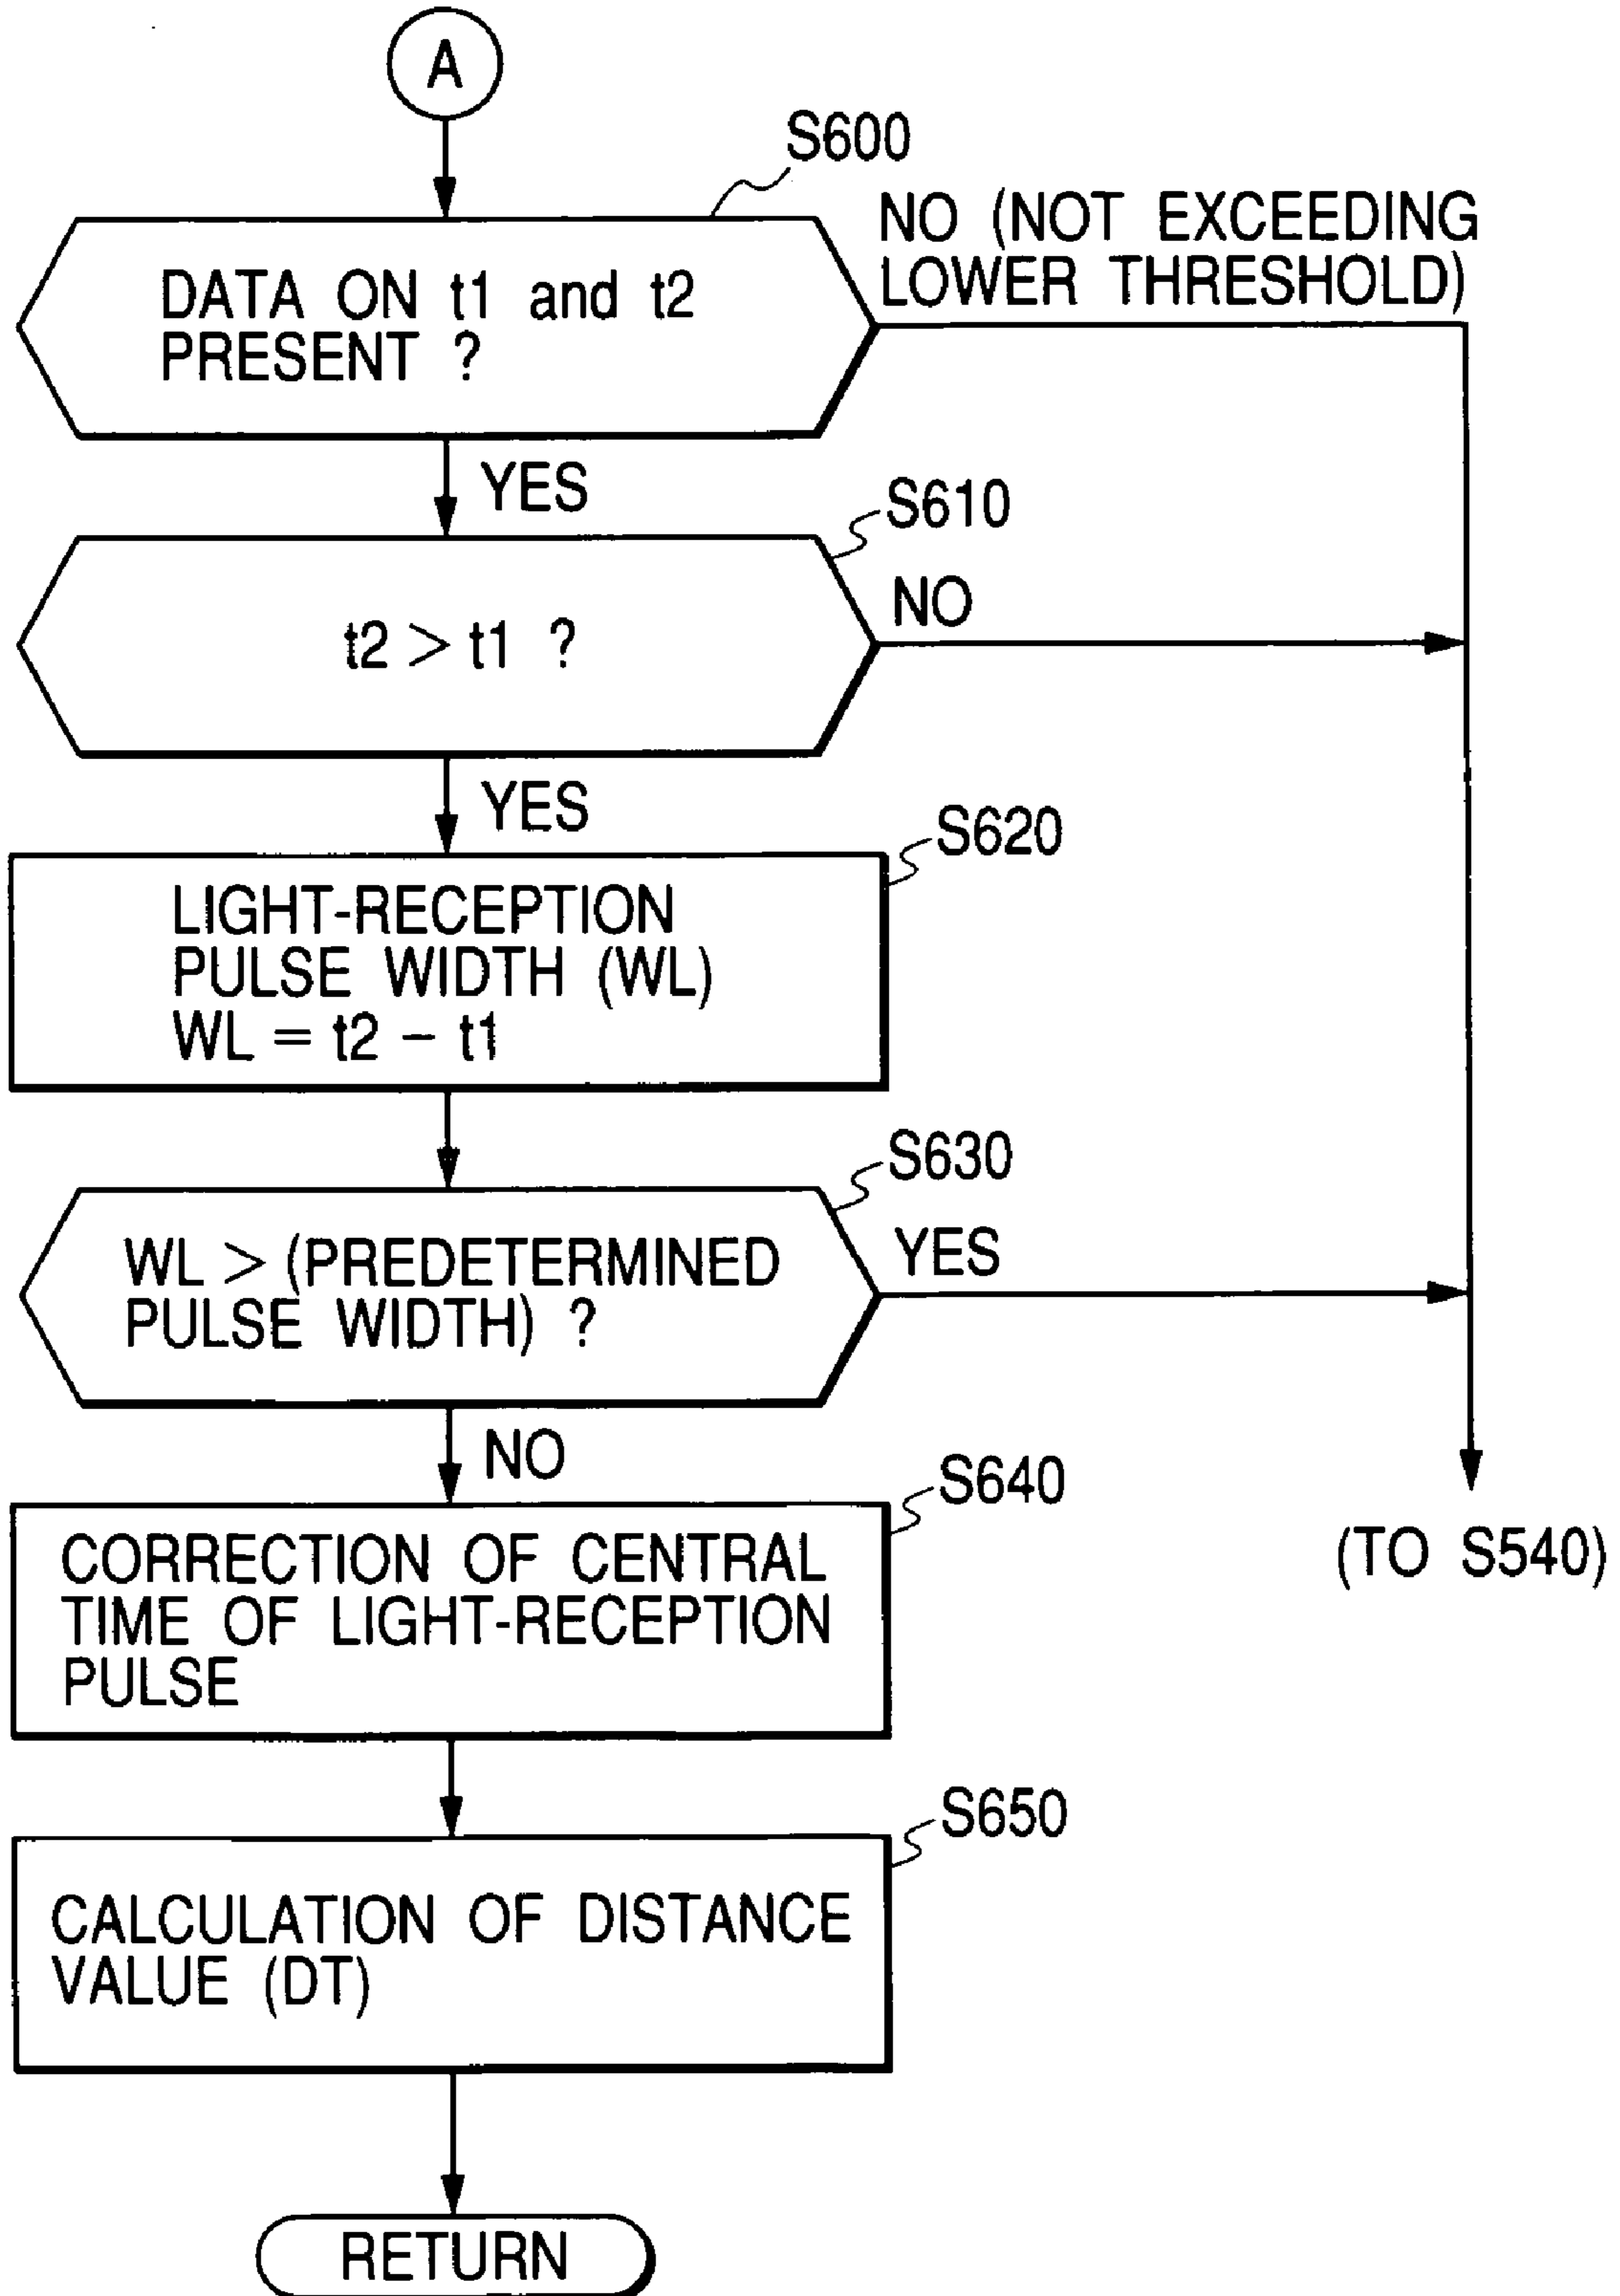 A
S600
NO (NOT EXCEEDING
LOWER THRESHOLD)
DATA ON t1 and t2
PRESENT ?
YES
S610
NO
t2 > t1 ?
YES
S620
LIGHT-RECEPTION
PULSE WIDTH (WL)
WL = t2 – t1
S630
YES
WL > (PREDETERMINED
PULSE WIDTH) ?
NO
S640
CORRECTION OF CENTRAL
TIME OF LIGHT-RECEPTION
PULSE
(TO S540)
S650
CALCULATION OF DISTANCE
VALUE (DT)
RETURN